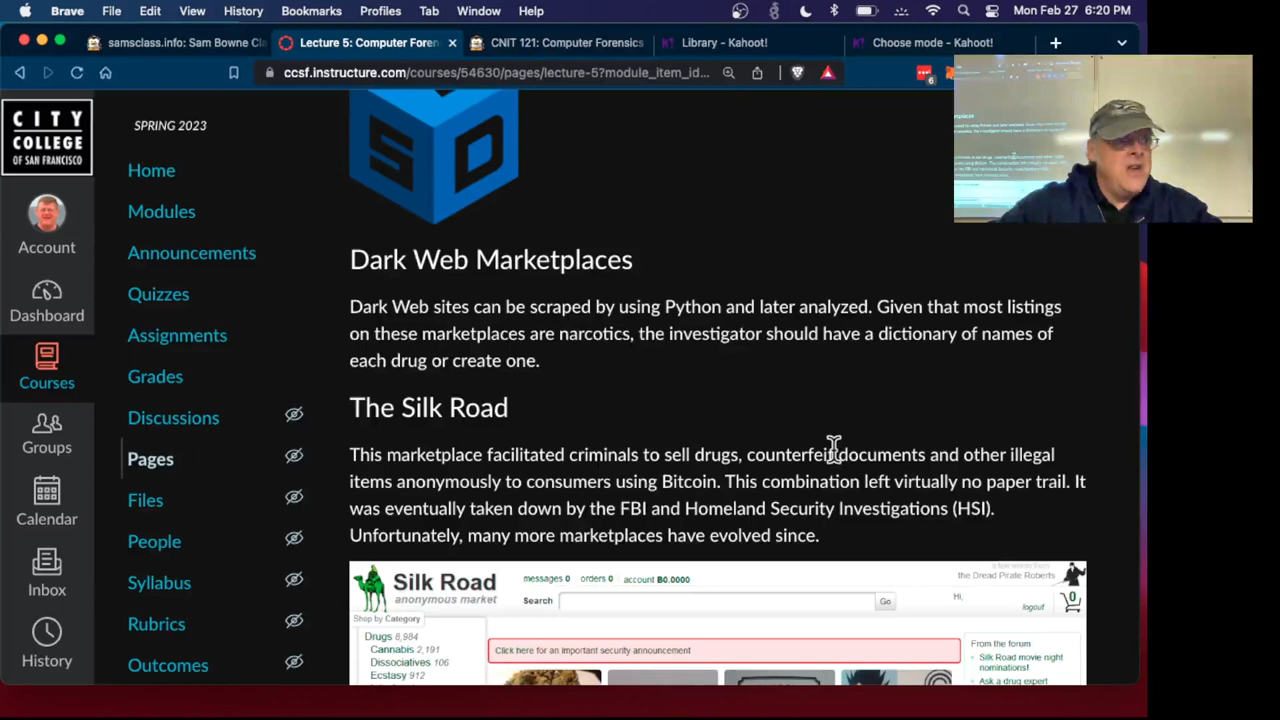 Brave File Edit View History Bookmarks Profiles Tab Window Help Mon Feb 27 6:20 PM
samsclass.info: Sam Bowne Cl Lecture 5: Computer Foren CNIT 121: Computer Forensics Library - Kahoot! Choose mode - Kahoot!
ccsf.instructure.com/courses/54630/pages/lecture-5?module_item_id... 6
CITY
COLLEGE
OF SAN FRANCISCO
Account
Dashboard
Courses
Groups
Calendar
Inbox
History
SPRING 2023
Home
Modules
Announcements
Quizzes
Assignments
Grades
Discussions
Pages
Files
People
Syllabus
Rubrics
Outcomes
S D
Dark Web Marketplaces
Dark Web sites can be scraped by using Python and later analyzed. Given that most listings
on these marketplaces are narcotics, the investigator should have a dictionary of names of
each drug or create one.
The Silk Road
This marketplace facilitated criminals to sell drugs, counterfeit documents and other illegal
items anonymously to consumers using Bitcoin. This combination left virtually no paper trail. It
was eventually taken down by the FBI and Homeland Security Investigations (HSI).
Unfortunately, many more marketplaces have evolved since.
Silk Road
anonymous market
messages 0 orders 0 account ฿0.0000
Search Go
a few words from
the Dread Pirate Roberts
Hi,
logout
0
Shop by Category
Drugs 8,984
Cannabis 2,191
Dissociatives 106
Ecstasy 912
Click here for an important security announcement
From the forum
Silk Road movie night
nominations!
Ask a drug expert